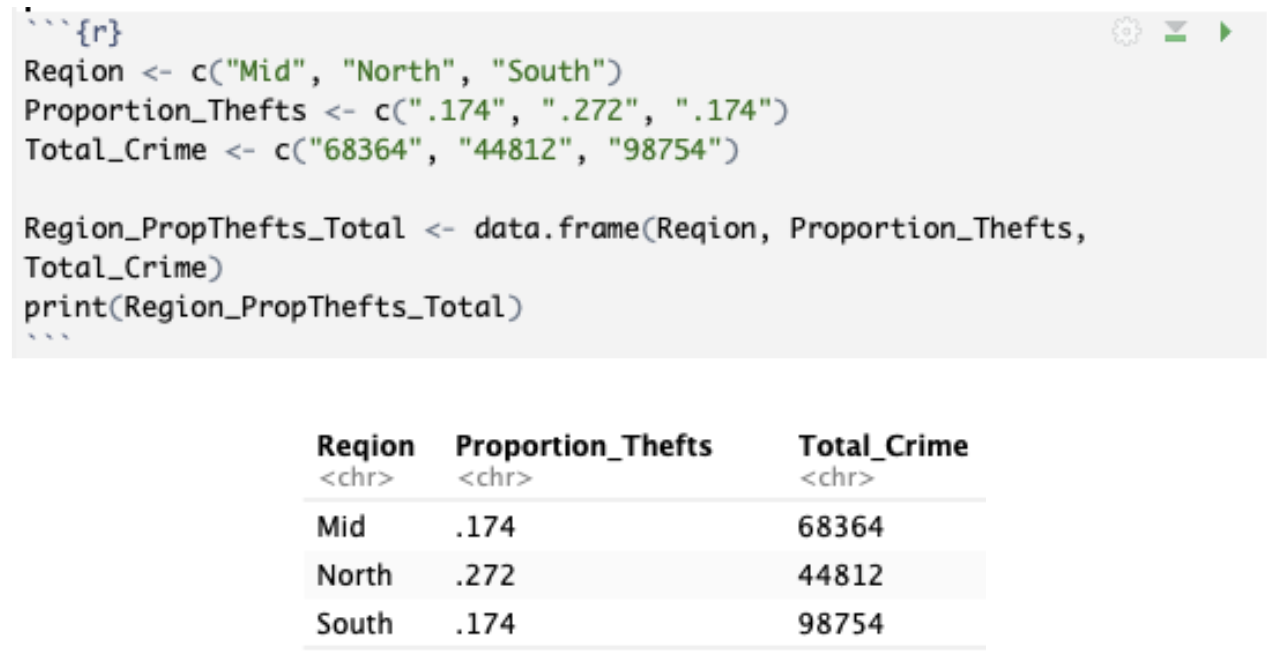 ```{r}
Reqion <- c("Mid", "North", "South")
Proportion_Thefts <- c(".174", ".272", ".174")
Total_Crime <- c("68364", "44812", "98754")
Region_PropThefts_Total <- data.frame(Reqion, Proportion_Thefts,
Total_Crime)
print(Region_PropThefts_Total)
```
Reqion Proportion_Thefts Total_Crime
<chr> <chr> <chr>
Mid .174 68364
North .272 44812
South .174 98754